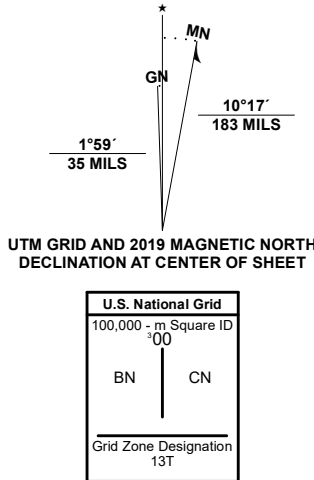 ★
MN
GN
10°17´
183 MILS
1°59´
35 MILS
UTM GRID AND 2019 MAGNETIC NORTH
DECLINATION AT CENTER OF SHEET
U.S. National Grid
100,000 - m Square ID
³00
BN CN
Grid Zone Designation
13T